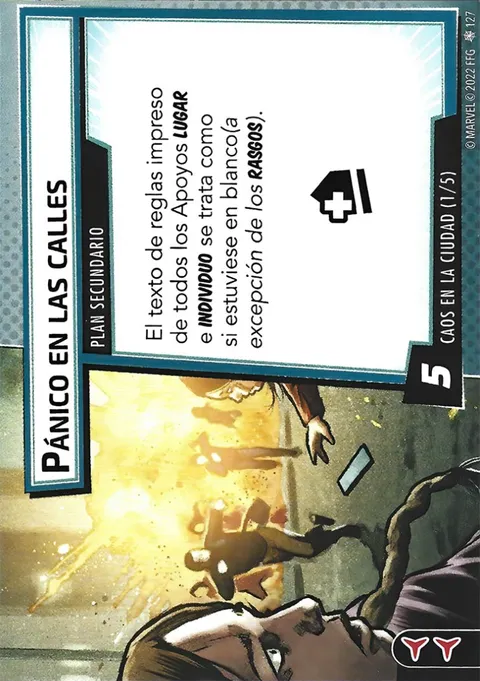 PÁNICO EN LAS CALLES
PLAN SECUNDARIO
El texto de reglas impreso
de todos los Apoyos LUGAR
e INDIVIDUO se trata como
si estuviese en blanco(a
excepción de los RASGOS).
5
CAOS EN LA CIUDAD (1/5)
© MARVEL © 2022 FFG 127